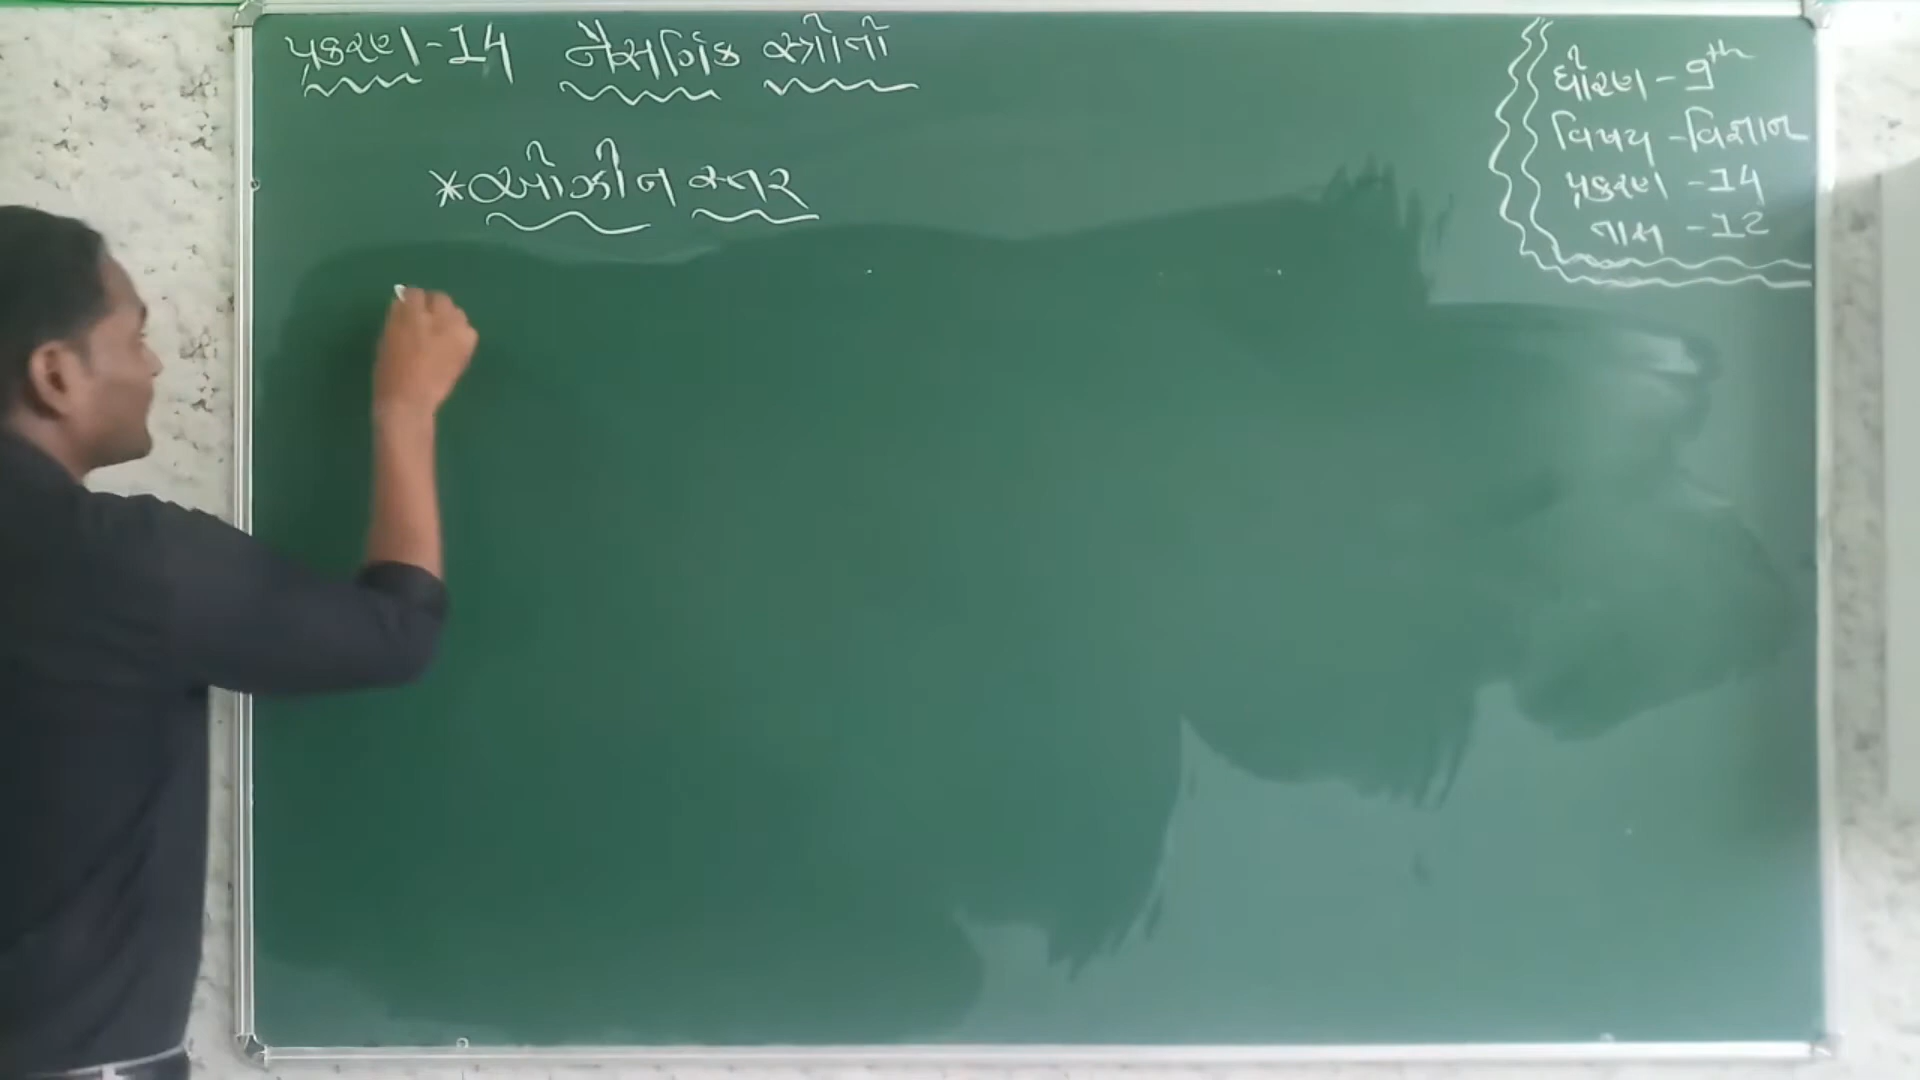 પ્રકરણ-14 નૈસર્ગિક સ્ત્રોતો
*ઓઝોન સ્તર
ધોરણ - 9th
વિષય - વિજ્ઞાન
પ્રકરણ - 14
તાસ - 12